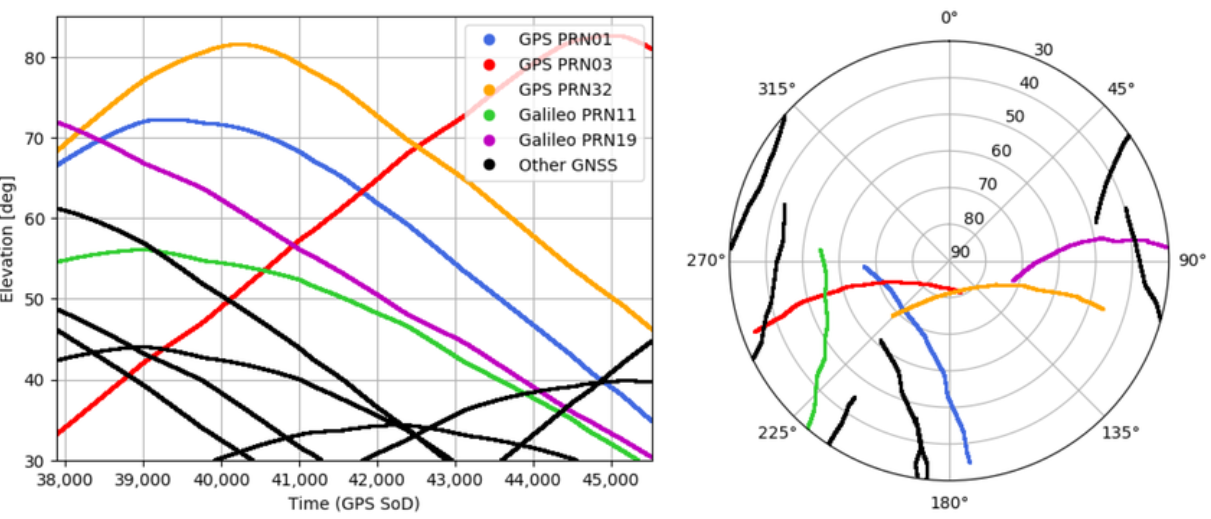 80
70
60
50
40
30
Elevation [deg]
38,000 39,000 40,000 41,000 42,000 43,000 44,000 45,000
Time (GPS SoD)
GPS PRN01
GPS PRN03
GPS PRN32
Galileo PRN11
Galileo PRN19
Other GNSS
0°
45°
90°
135°
180°
225°
270°
315°
30
40
50
60
70
80
90